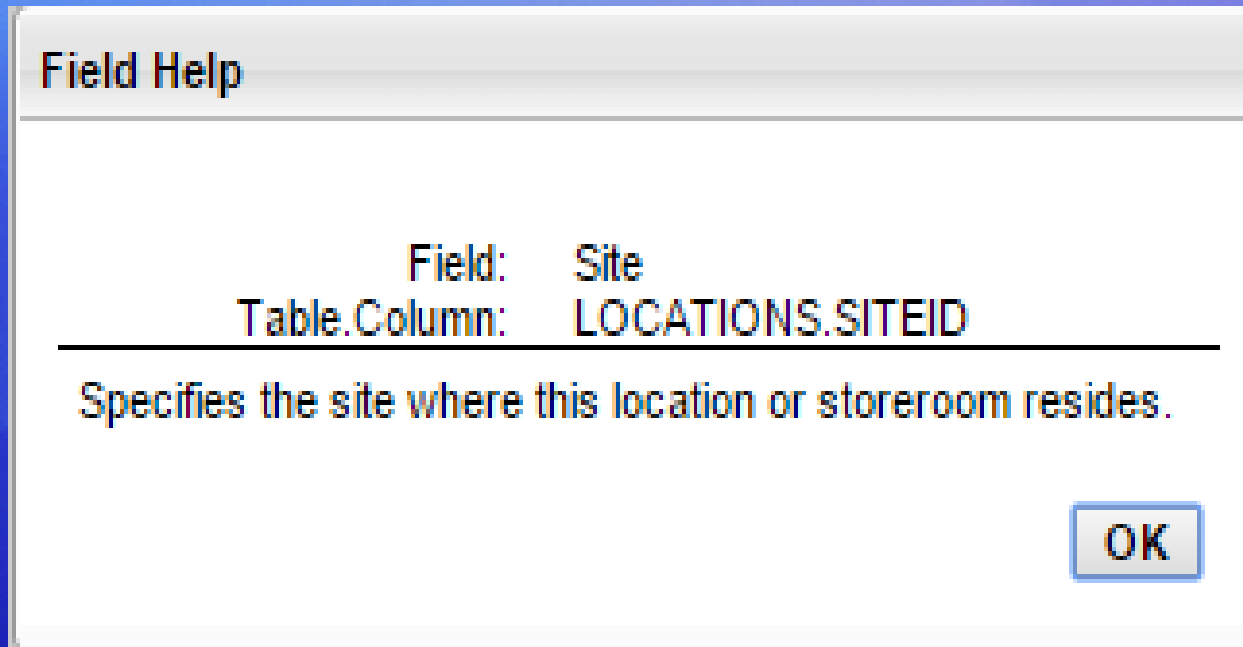 Field Help
Field: Site
Table.Column: LOCATIONS.SITEID
Specifies the site where this location or storeroom resides.
OK